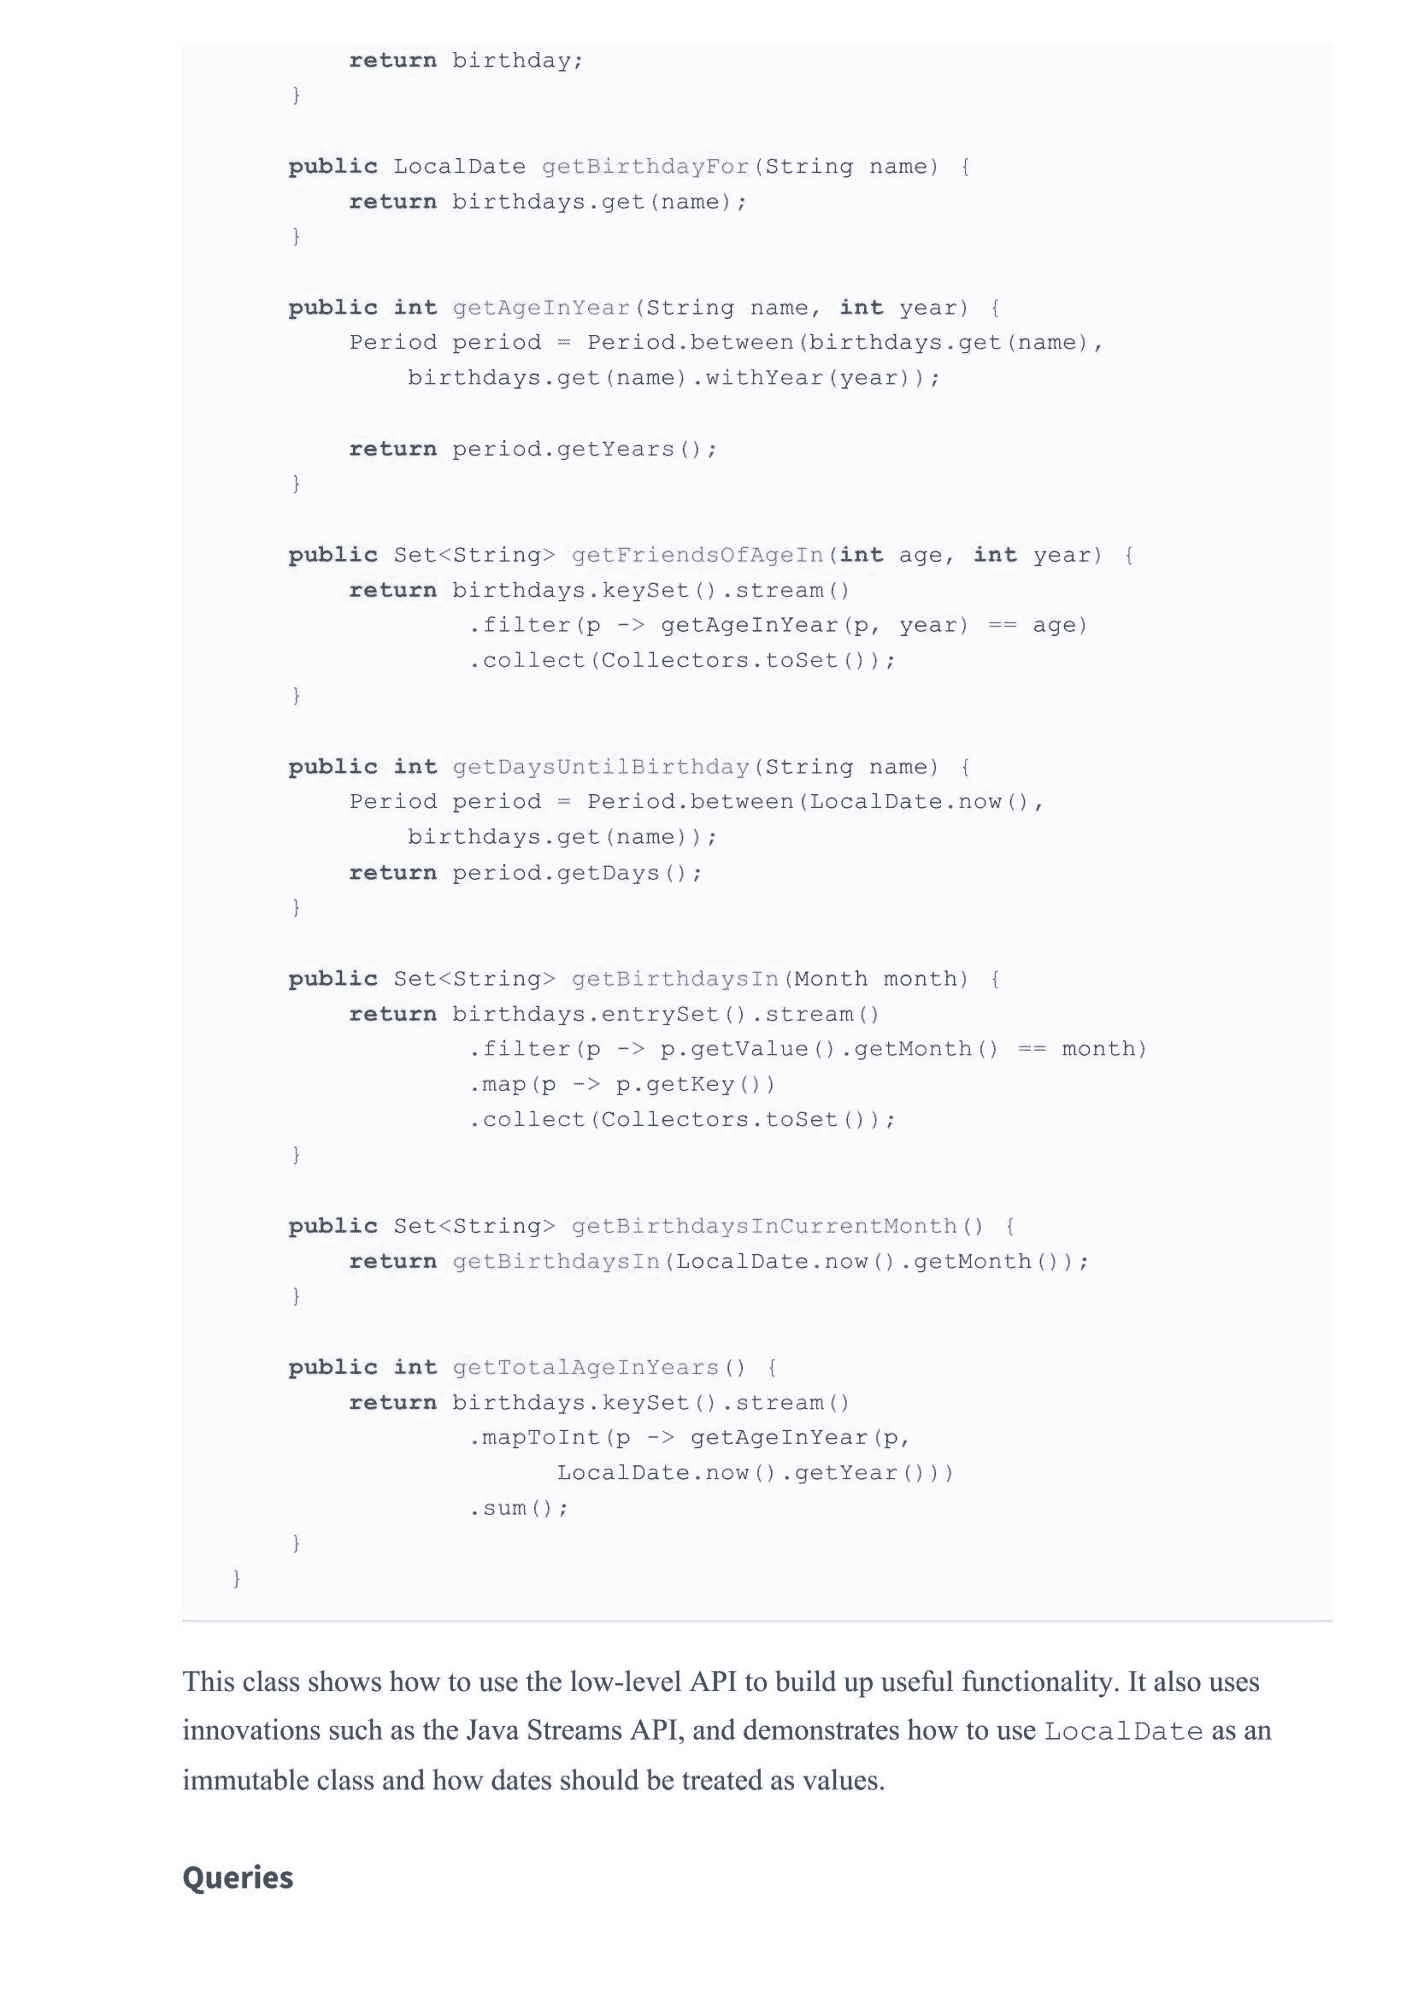 return birthday;
}
public LocalDate getBirthdayFor(String name) {
return birthdays.get(name);
}
public int getAgeInYear(String name, int year) {
Period period = Period.between(birthdays.get(name),
birthdays.get(name).withYear(year));
return period.getYears();
}
public Set<String> getFriendsOfAgeIn(int age, int year) {
return birthdays.keySet().stream()
.filter(p -> getAgeInYear(p, year) == age)
.collect(Collectors.toSet());
}
public int getDaysUntilBirthday(String name) {
Period period = Period.between(LocalDate.now(),
birthdays.get(name));
return period.getDays();
}
public Set<String> getBirthdaysIn(Month month) {
return birthdays.entrySet().stream()
.filter(p -> p.getValue().getMonth() == month)
.map(p -> p.getKey())
.collect(Collectors.toSet());
}
public Set<String> getBirthdaysInCurrentMonth() {
return getBirthdaysIn(LocalDate.now().getMonth());
}
public int getTotalAgeInYears() {
return birthdays.keySet().stream()
.mapToInt(p -> getAgeInYear(p,
LocalDate.now().getYear()))
.sum();
}
}
This class shows how to use the low-level API to build up useful functionality. It also uses
innovations such as the Java Streams API, and demonstrates how to use LocalDate as an
immutable class and how dates should be treated as values.
Queries